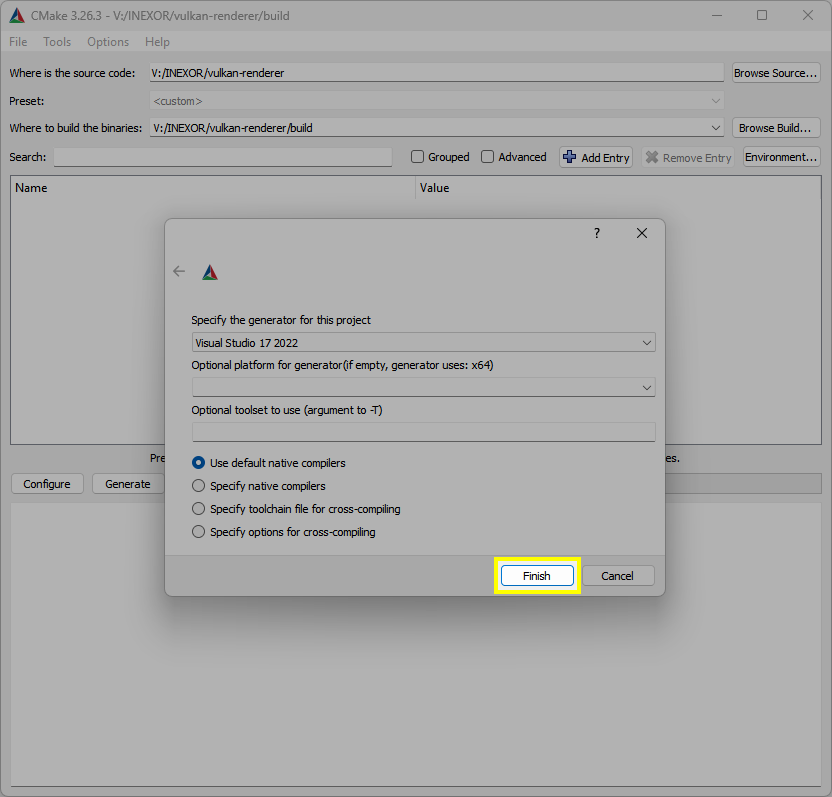 CMake 3.26.3 - V:/INEXOR/vulkan-renderer/build
File Tools Options Help
Where is the source code: V:/INEXOR/vulkan-renderer Browse Source...
Preset: <custom>
Where to build the binaries: V:/INEXOR/vulkan-renderer/build Browse Build...
Search: Grouped Advanced Add Entry Remove Entry Environment...
Name Value
?
Specify the generator for this project
Visual Studio 17 2022
Optional platform for generator(if empty, generator uses: x64)
Optional toolset to use (argument to -T)
Use default native compilers
Pre es.
Specify native compilers
Configure Generate
Specify toolchain file for cross-compiling
Specify options for cross-compiling
Finish Cancel